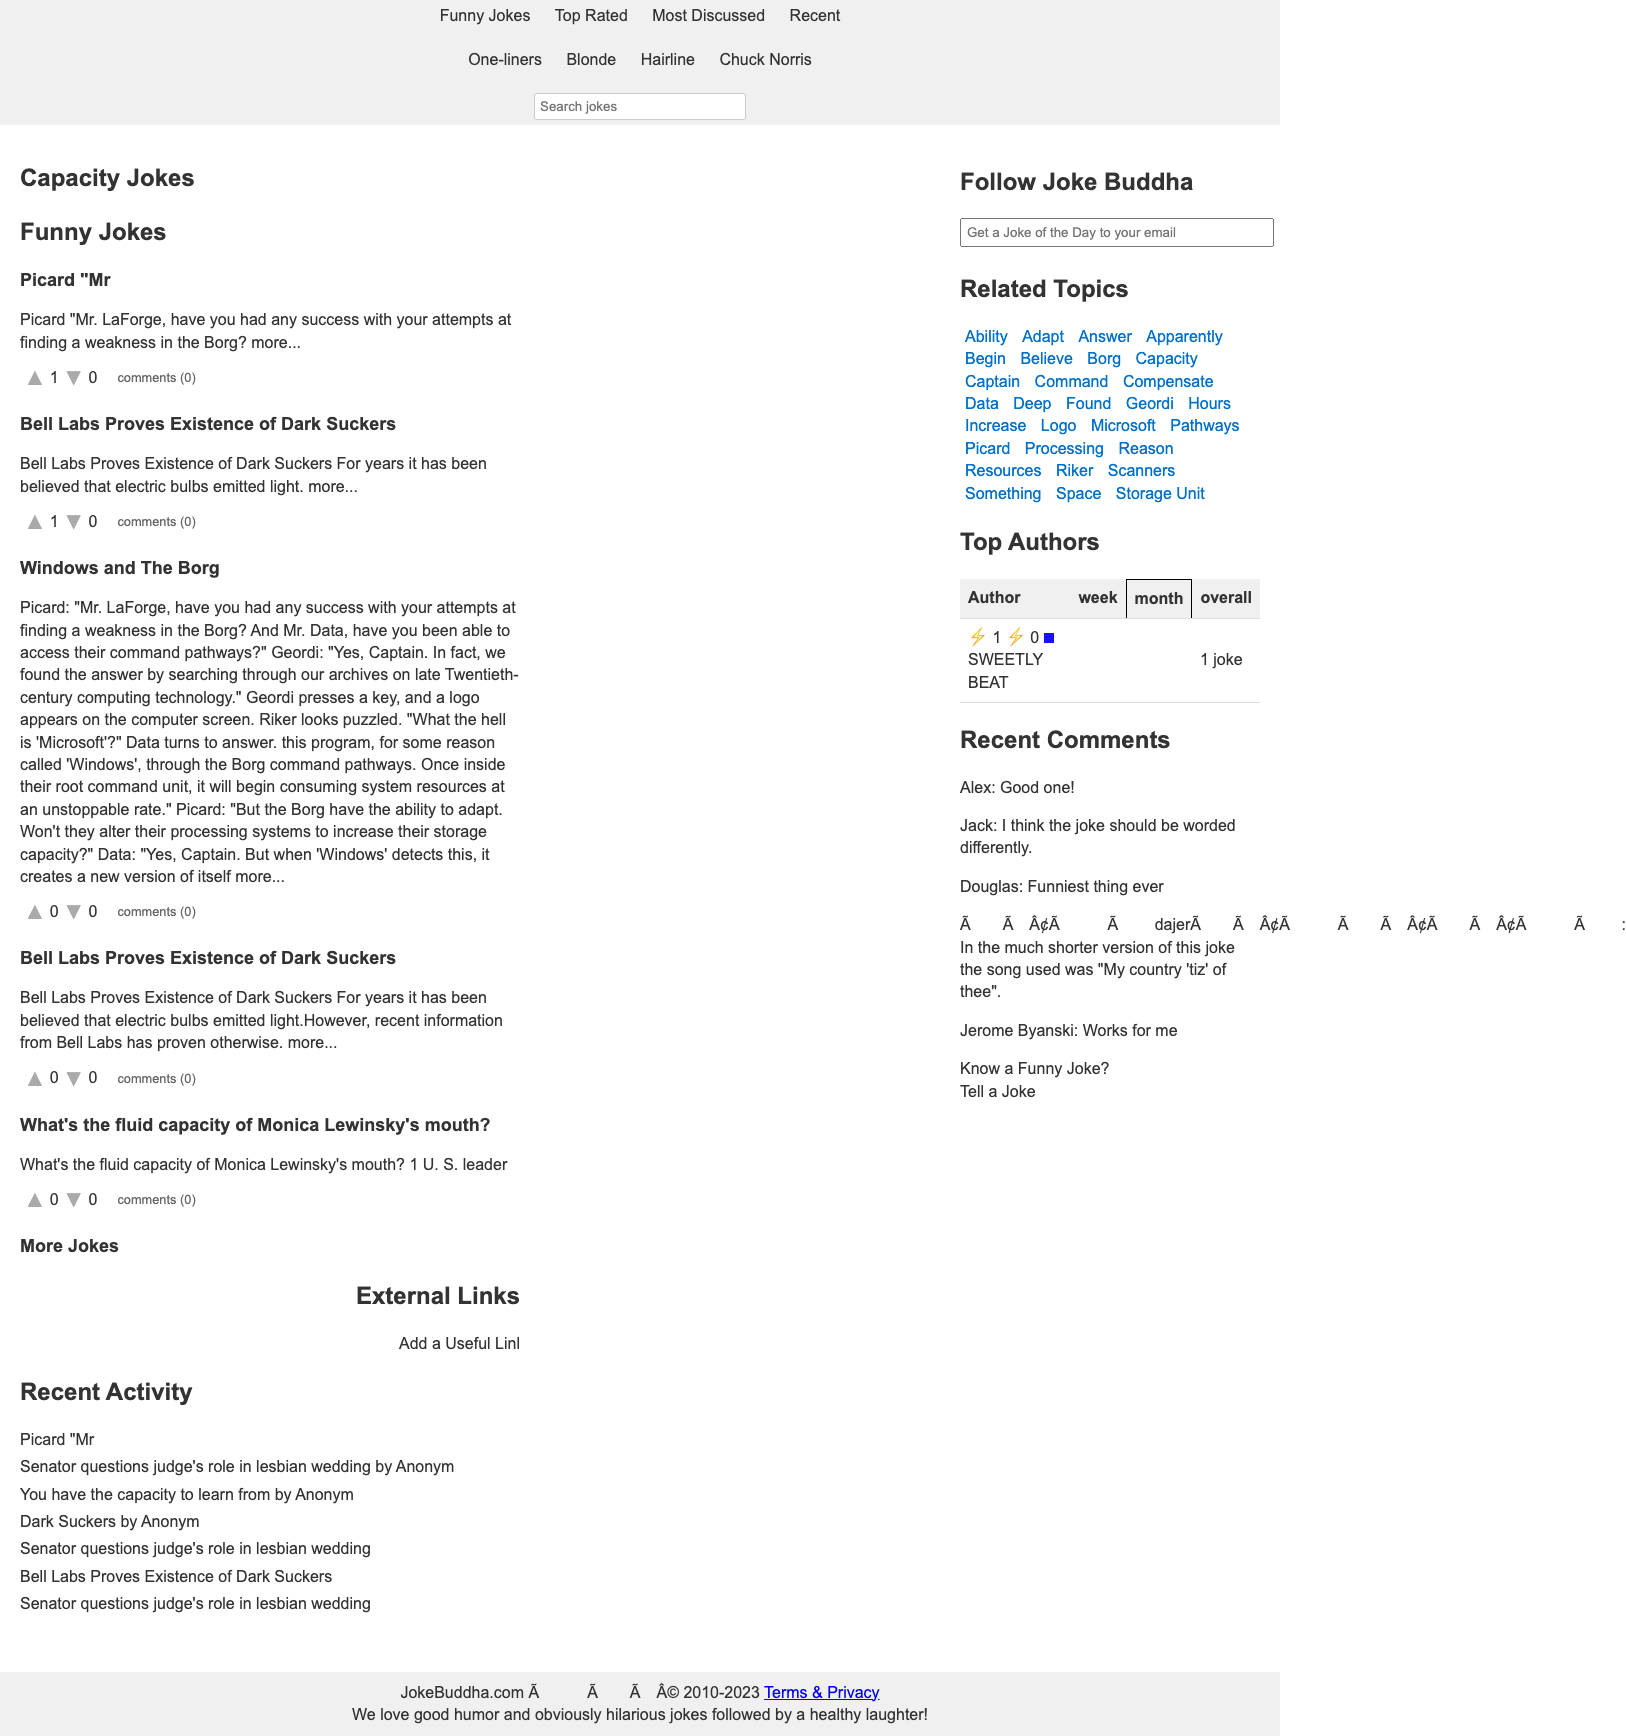 Funny Jokes Top Rated Most Discussed Recent
One-liners Blonde Hairline Chuck Norris
Search jokes
Capacity Jokes
Funny Jokes
Picard "Mr
Picard "Mr. LaForge, have you had any success with your attempts at
finding a weakness in the Borg? more...
▲ 1 ▼ 0 comments (0)
Bell Labs Proves Existence of Dark Suckers
Bell Labs Proves Existence of Dark Suckers For years it has been
believed that electric bulbs emitted light. more...
▲ 1 ▼ 0 comments (0)
Windows and The Borg
Picard: "Mr. LaForge, have you had any success with your attempts at
finding a weakness in the Borg? And Mr. Data, have you been able to
access their command pathways?" Geordi: "Yes, Captain. In fact, we
found the answer by searching through our archives on late Twentieth-
century computing technology." Geordi presses a key, and a logo
appears on the computer screen. Riker looks puzzled. "What the hell
is 'Microsoft'?" Data turns to answer. this program, for some reason
called 'Windows', through the Borg command pathways. Once inside
their root command unit, it will begin consuming system resources at
an unstoppable rate." Picard: "But the Borg have the ability to adapt.
Won't they alter their processing systems to increase their storage
capacity?" Data: "Yes, Captain. But when 'Windows' detects this, it
creates a new version of itself more...
▲ 0 ▼ 0 comments (0)
Bell Labs Proves Existence of Dark Suckers
Bell Labs Proves Existence of Dark Suckers For years it has been
believed that electric bulbs emitted light.However, recent information
from Bell Labs has proven otherwise. more...
▲ 0 ▼ 0 comments (0)
What's the fluid capacity of Monica Lewinsky's mouth?
What's the fluid capacity of Monica Lewinsky's mouth? 1 U. S. leader
▲ 0 ▼ 0 comments (0)
More Jokes
External Links
Add a Useful Linl
Recent Activity
Picard "Mr
Senator questions judge's role in lesbian wedding by Anonym
You have the capacity to learn from by Anonym
Dark Suckers by Anonym
Senator questions judge's role in lesbian wedding
Bell Labs Proves Existence of Dark Suckers
Senator questions judge's role in lesbian wedding
Follow Joke Buddha
Get a Joke of the Day to your email
Related Topics
Ability Adapt Answer Apparently
Begin Believe Borg Capacity
Captain Command Compensate
Data Deep Found Geordi Hours
Increase Logo Microsoft Pathways
Picard Processing Reason
Resources Riker Scanners
Something Space Storage Unit
Top Authors
Author week month overall
⚡ 1 ⚡ 0
SWEETLY 1 joke
BEAT
Recent Comments
Alex: Good one!
Jack: I think the joke should be worded
differently.
Douglas: Funniest thing ever
Ã Ã Â¢Ã Ã dajerÃ Ã Â¢Ã Ã Ã Â¢Ã Ã Â¢Ã Ã :
In the much shorter version of this joke
the song used was "My country 'tiz' of
thee".
Jerome Byanski: Works for me
Know a Funny Joke?
Tell a Joke
JokeBuddha.com Ã Ã Ã Â© 2010-2023 Terms & Privacy
We love good humor and obviously hilarious jokes followed by a healthy laughter!